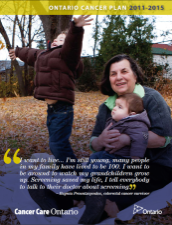 ONTARIO CANCER PLAN 2011-2015
“I want to live... I'm still young, many people
in my family have lived to be 100. I want to
be around to watch my grandchildren grow
up. Screening saved my life, I tell everybody
to talk to their doctor about screening.”
colorectal cancer survivor
Cancer Care Ontario
Ontario